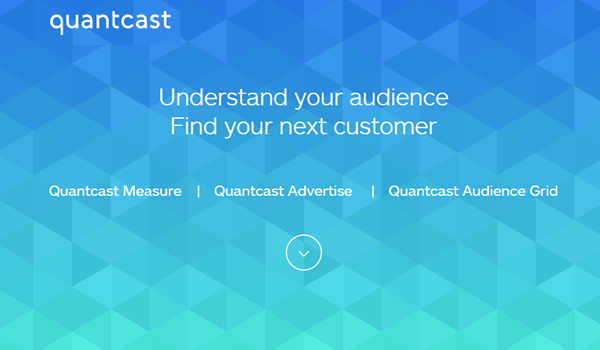 quantcast
Understand your audience
Find your next customer
Quantcast Measure | Quantcast Advertise | Quantcast Audience Grid